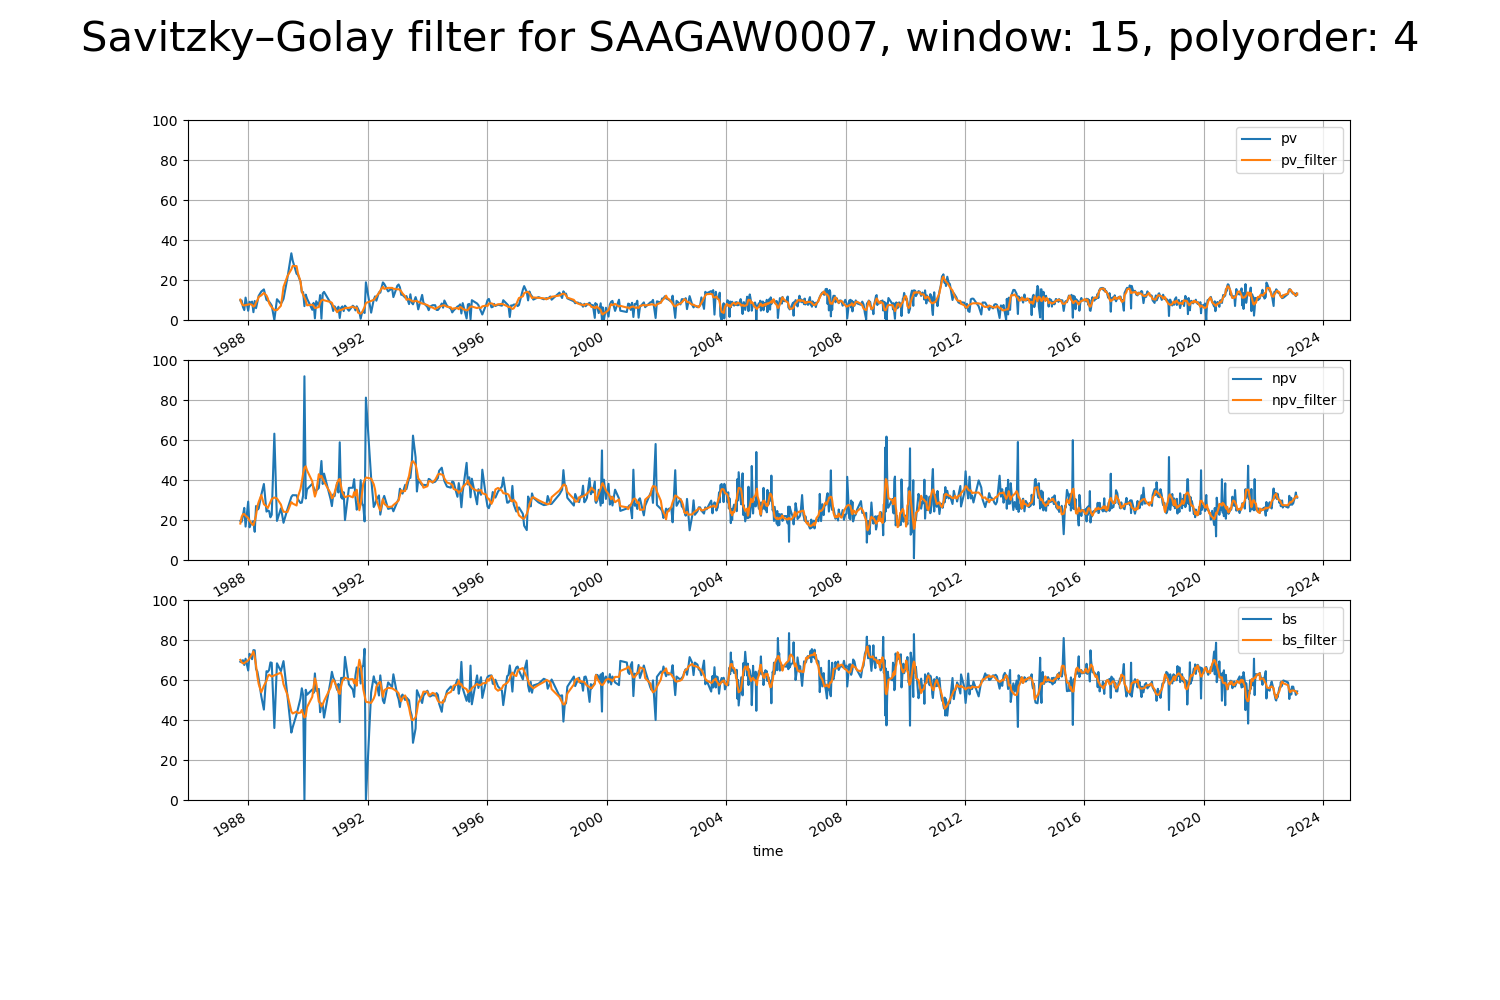 Savitzky–Golay filter for SAAGAW0007, window: 15, polyorder: 4
100
80
60
40
20
0
pv
pv_filter
1988 1992 1996 2000 2004 2008 2012 2016 2020 2024
100
80
60
40
20
0
npv
npv_filter
1988 1992 1996 2000 2004 2008 2012 2016 2020 2024
100
80
60
40
20
0
bs
bs_filter
1988 1992 1996 2000 2004 2008 2012 2016 2020 2024
time